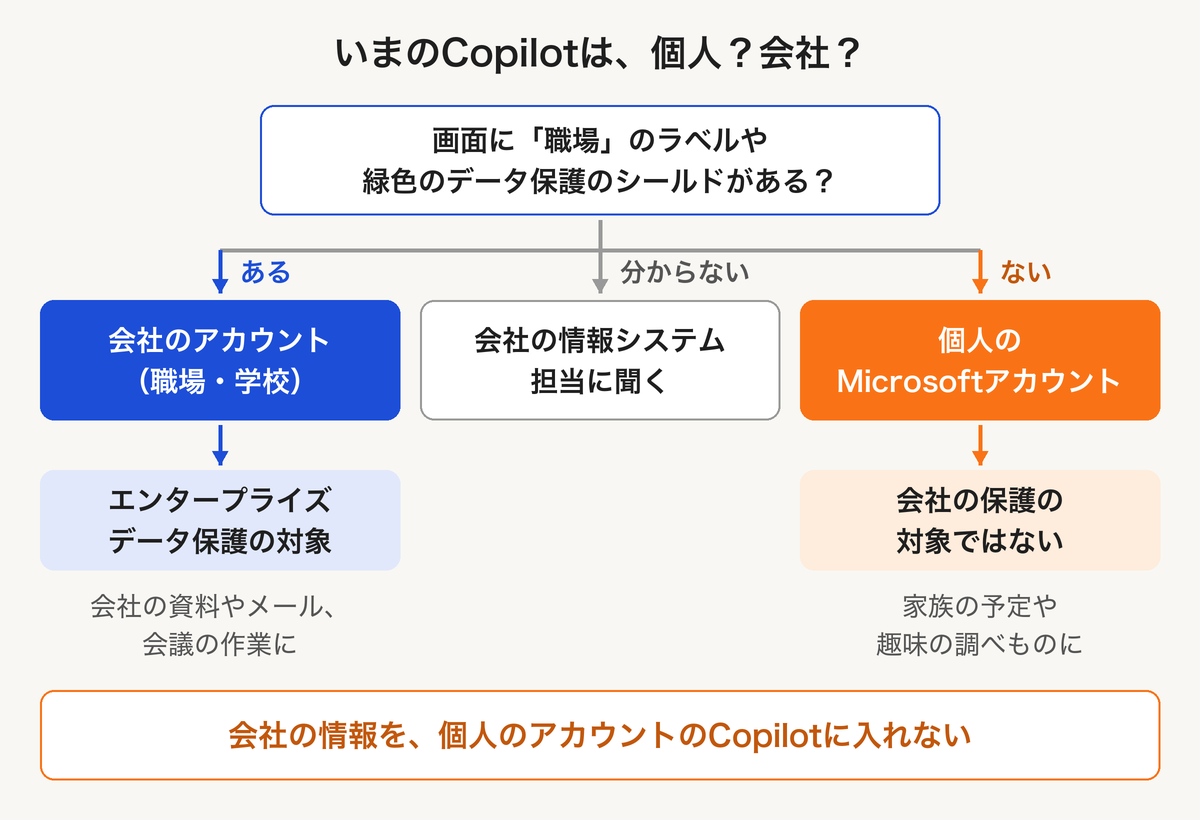 いまのCopilotは、個人？会社？
画面に「職場」のラベルや
緑色のデータ保護のシールドがある？
ある
分からない
ない
会社のアカウント
（職場・学校）
会社の情報システム
担当に聞く
個人の
Microsoftアカウント
エンタープライズ
データ保護の対象
会社の保護の
対象ではない
会社の資料やメール、
会議の作業に
家族の予定や
趣味の調べものに
会社の情報を、個人のアカウントのCopilotに入れない